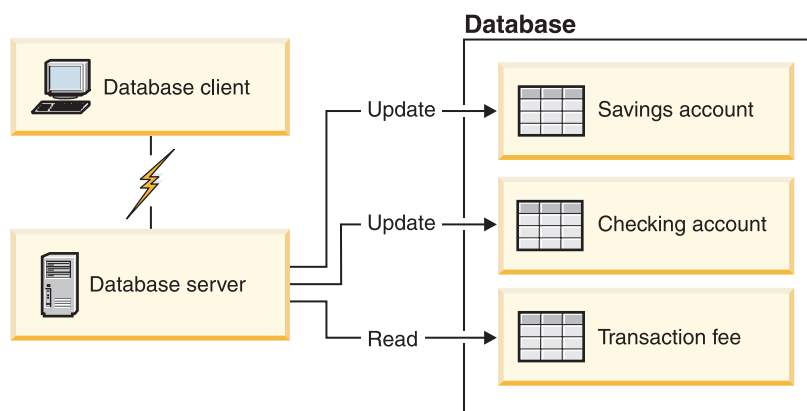 Database
Database client
Update
Savings account
Update
Checking account
Database server
Read
Transaction fee